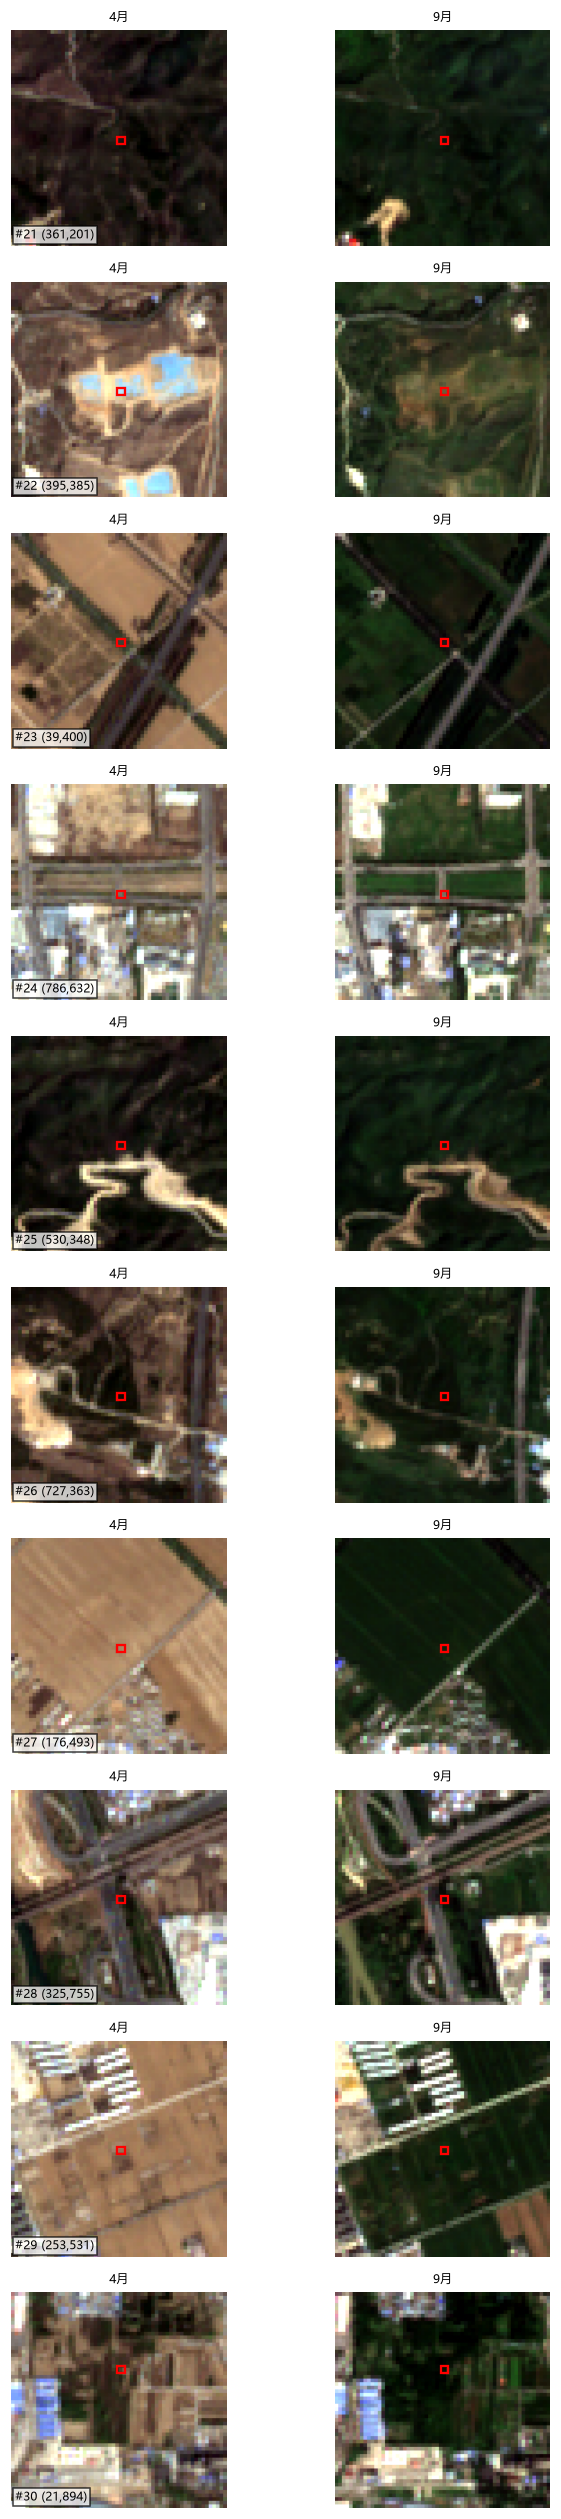 4月 9月
#21 (361,201)
4月 9月
#22 (395,385)
4月 9月
#23 (39,400)
4月 9月
#24 (786,632)
4月 9月
#25 (530,348)
4月 9月
#26 (727,363)
4月 9月
#27 (176,493)
4月 9月
#28 (325,755)
4月 9月
#29 (253,531)
4月 9月
#30 (21,894)